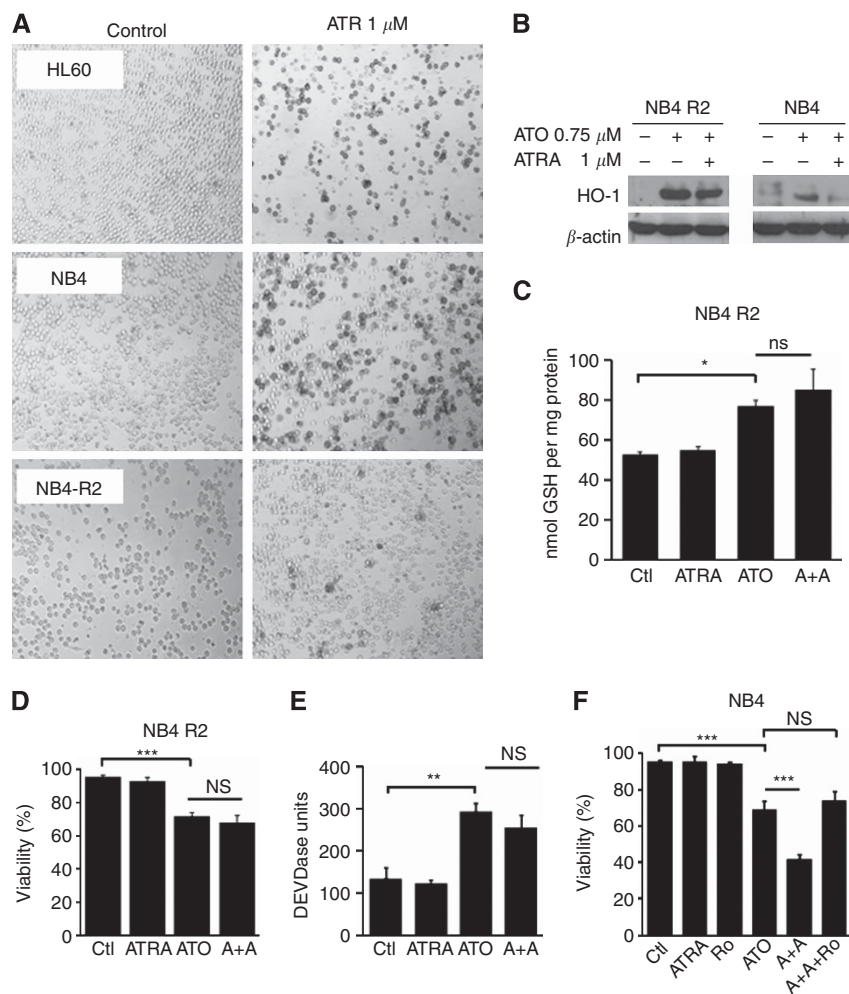 A
Control
ATR 1 μM
HL60
NB4
NB4-R2
B
NB4 R2 NB4
ATO 0.75 μM – + + – + +
ATRA 1 μM – – + – – +
HO-1
β-actin
C
NB4 R2
nmol GSH per mg protein
100
80
60
40
20
0
*
ns
Ctl ATRA ATO A+A
D
NB4 R2
Viability (%)
100
80
60
40
20
0
***
NS
Ctl ATRA ATO A+A
E
DEVDase units
400
300
200
100
0
**
NS
Ctl ATRA ATO A+A
F
NB4
Viability (%)
100
80
60
40
20
0
***
NS
***
Ctl ATRA Ro ATO A+A A+A+Ro